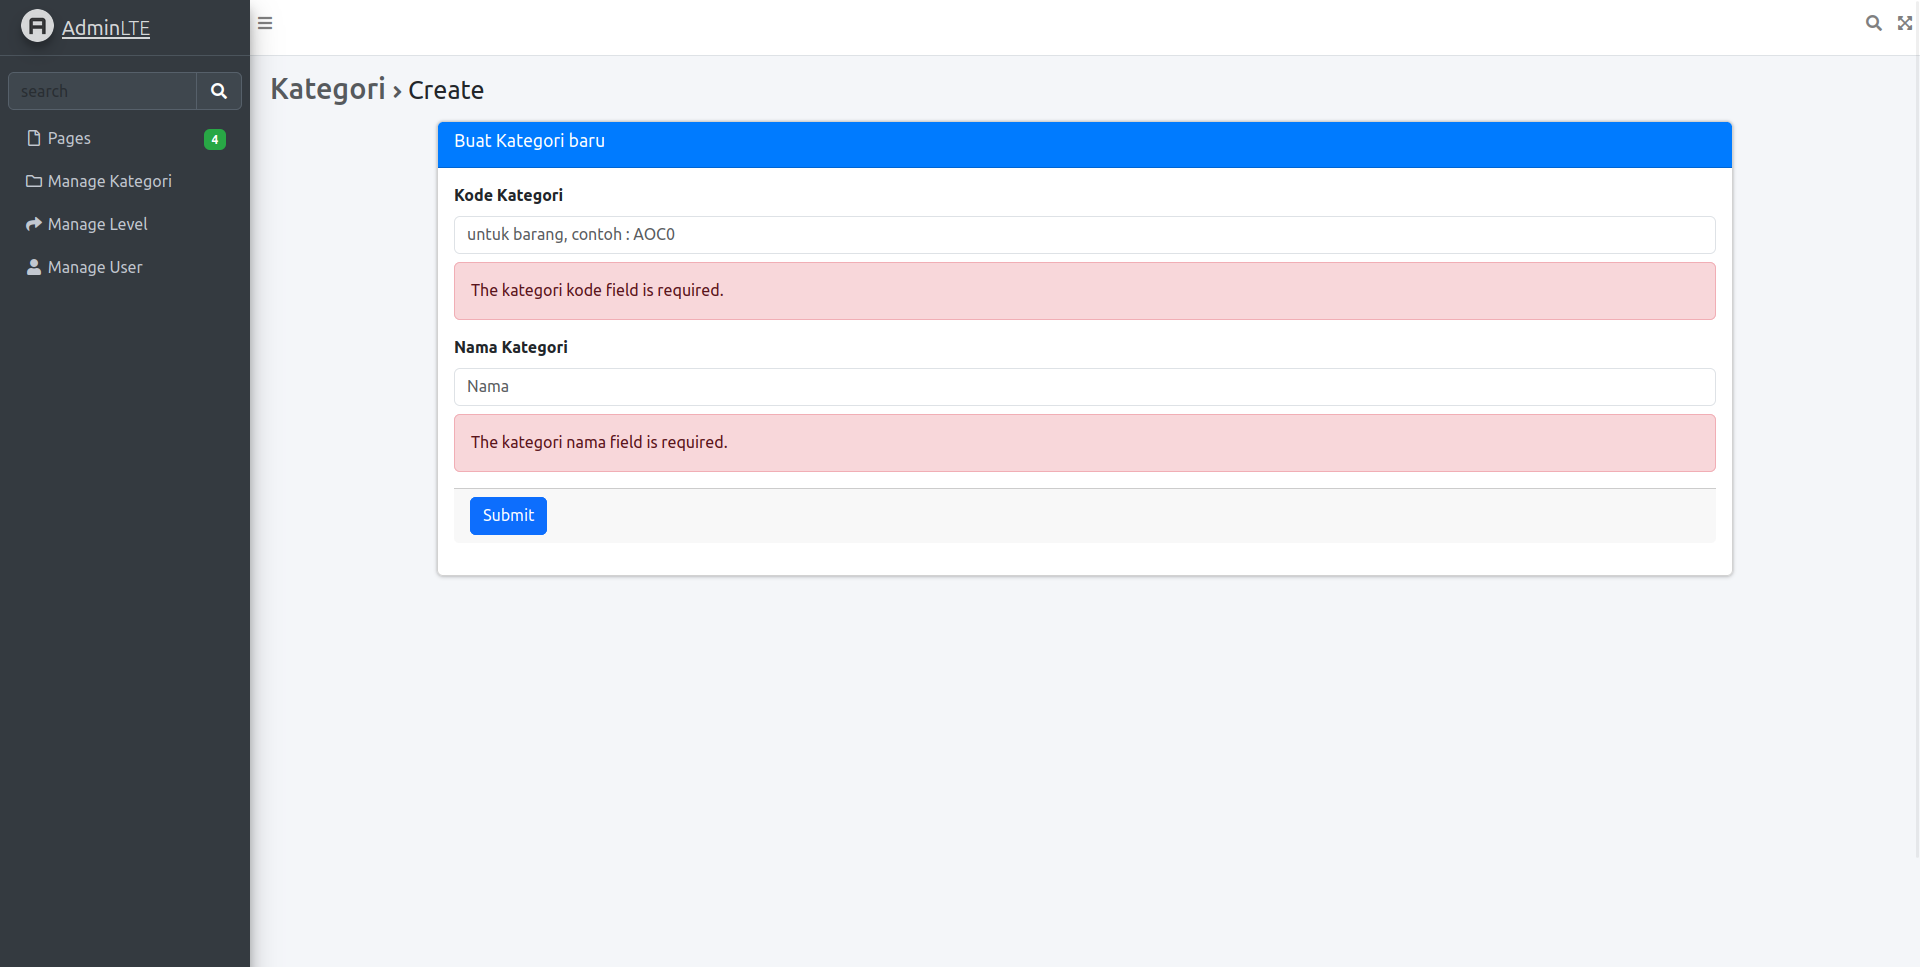 AdminLTE
search
Pages 4
Manage Kategori
Manage Level
Manage User
Kategori › Create
Buat Kategori baru
Kode Kategori
untuk barang, contoh : AOC0
The kategori kode field is required.
Nama Kategori
Nama
The kategori nama field is required.
Submit